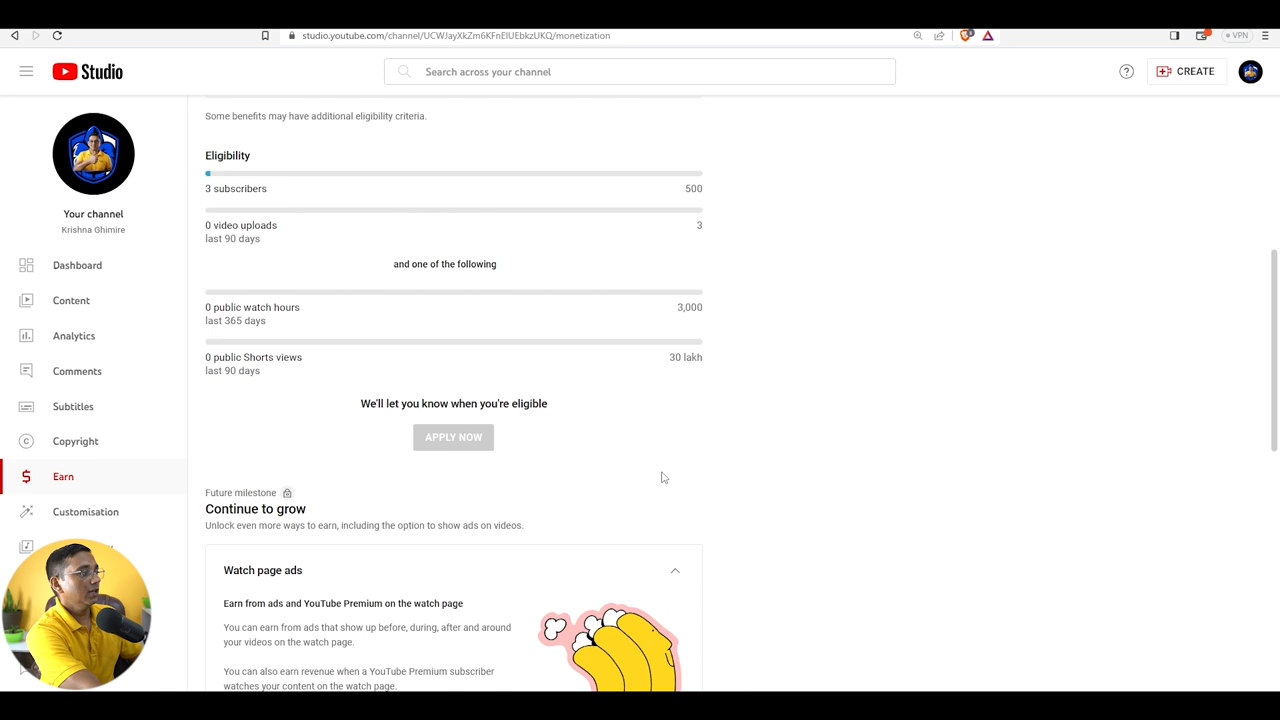 studio.youtube.com/channel/UCWJayXkZm6KFnEIUEbkzUKQ/monetization
VPN
Studio
Search across your channel
CREATE
Your channel
Krishna Ghimire
Dashboard
Content
Analytics
Comments
Subtitles
Copyright
Earn
Customisation
Some benefits may have additional eligibility criteria.
Eligibility
3 subscribers 500
0 video uploads 3
last 90 days
and one of the following
0 public watch hours 3,000
last 365 days
0 public Shorts views 30 lakh
last 90 days
We'll let you know when you're eligible
APPLY NOW
Future milestone
Continue to grow
Unlock even more ways to earn, including the option to show ads on videos.
Watch page ads
Earn from ads and YouTube Premium on the watch page
You can earn from ads that show up before, during, after and around
your videos on the watch page.
You can also earn revenue when a YouTube Premium subscriber
watches your content on the watch page.